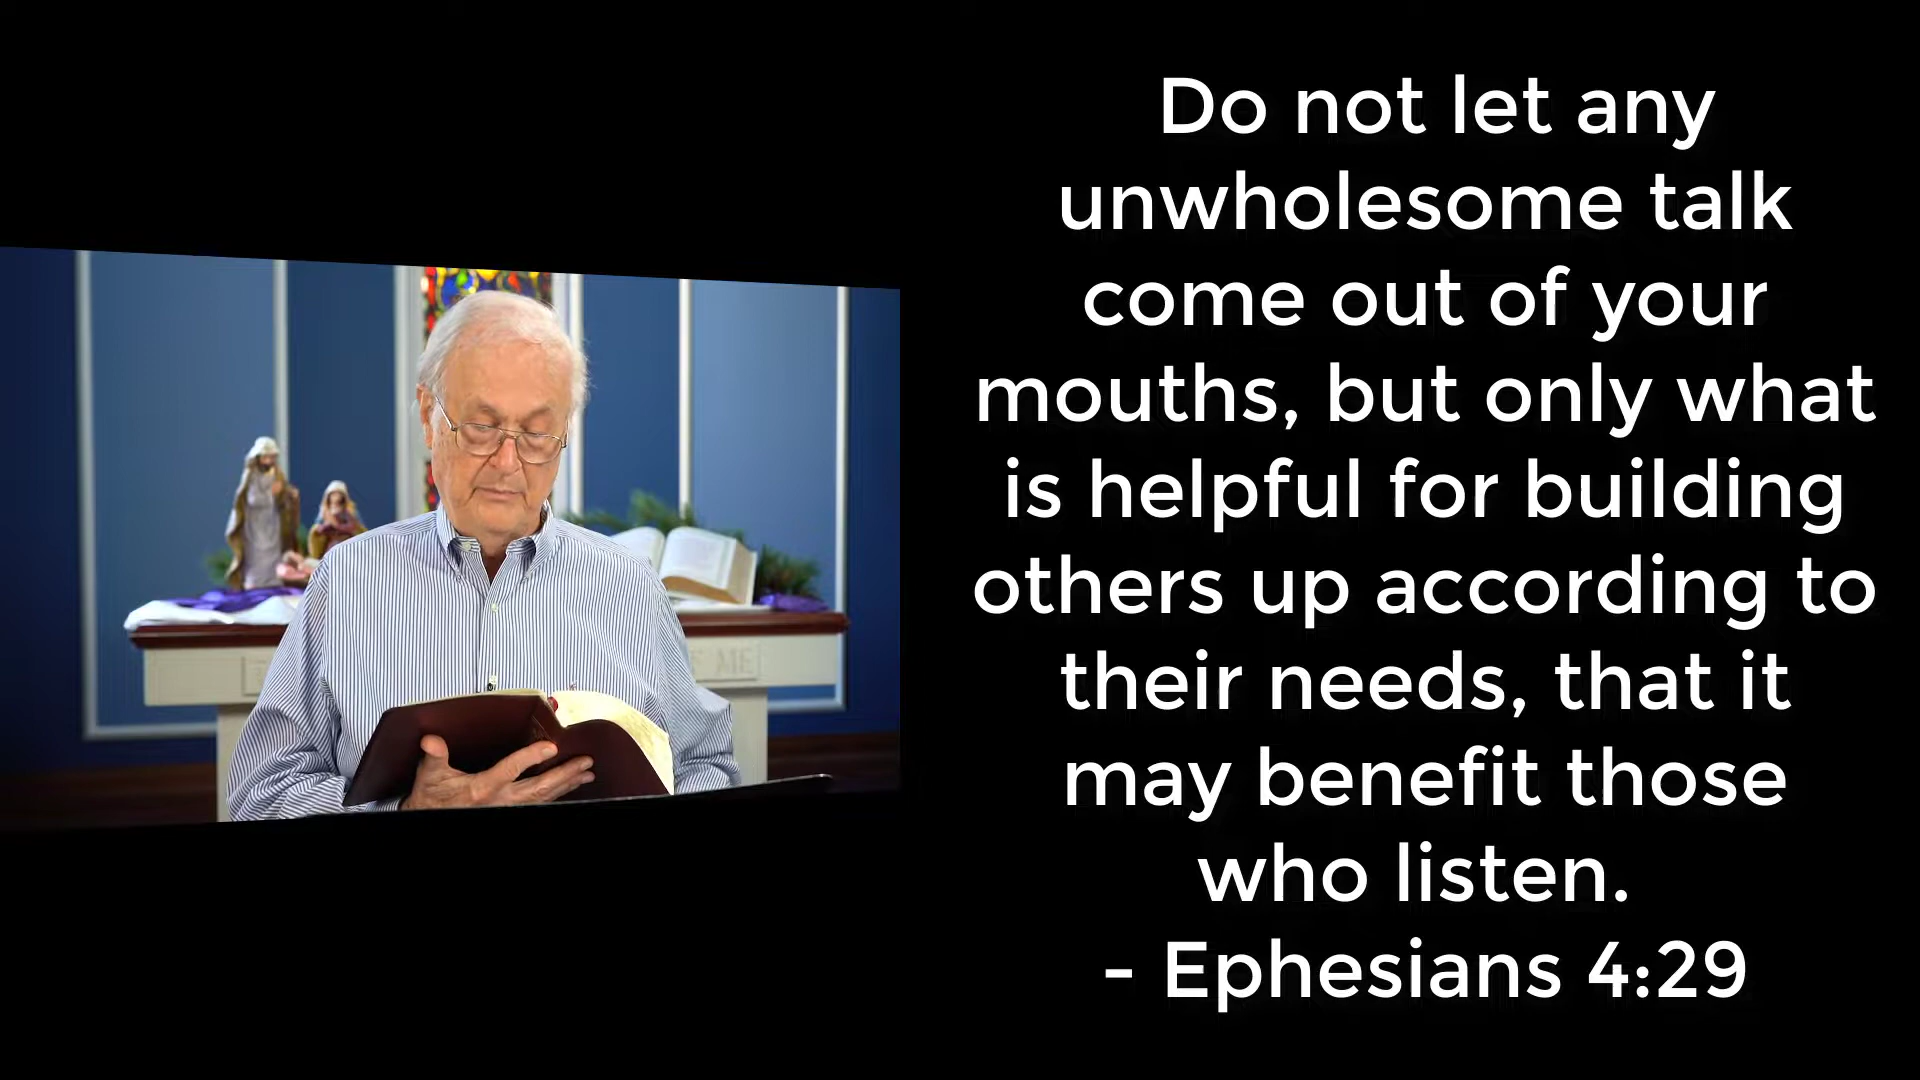 Do not let any
unwholesome talk
come out of your
mouths, but only what
is helpful for building
others up according to
their needs, that it
may benefit those
who listen.
- Ephesians 4:29
ME